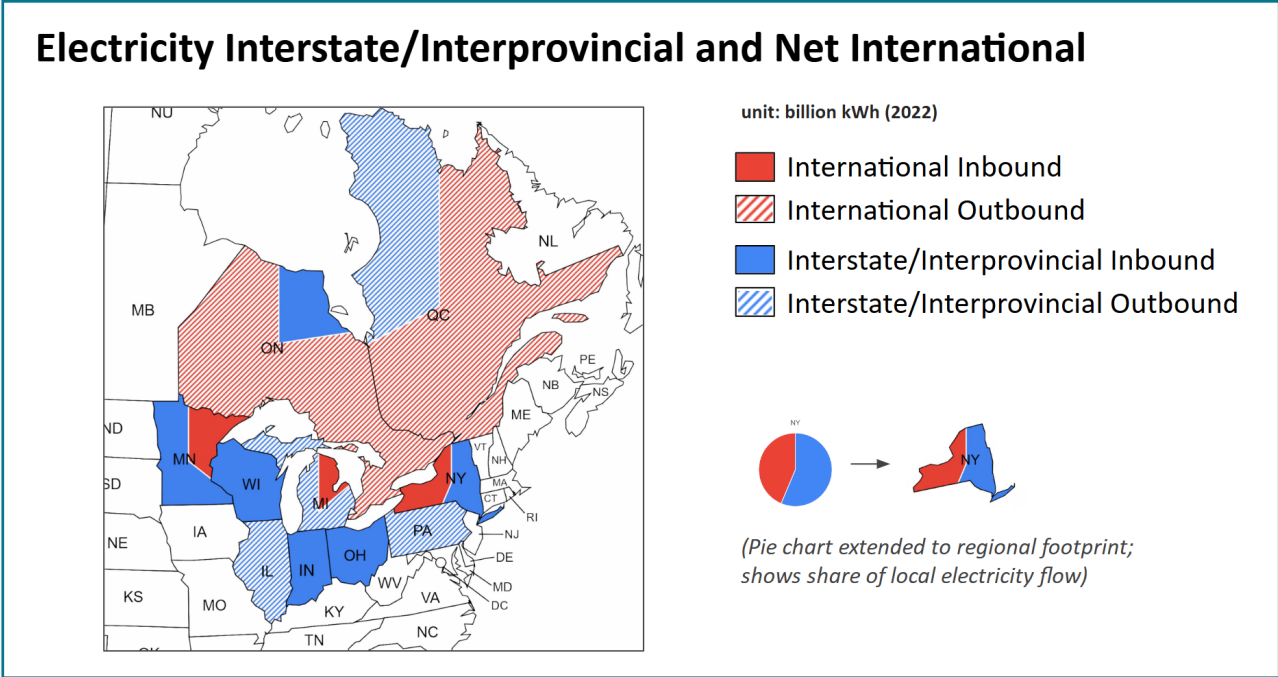 Electricity Interstate/Interprovincial and Net International
unit: billion kWh (2022)
International Inbound
International Outbound
Interstate/Interprovincial Inbound
Interstate/Interprovincial Outbound
NU
NL
MB
QC
ON
PE
NB
NS
ME
ND
MN
VT
NH
SD
WI
NY
MA
CT
MI
RI
IA
PA
NJ
NE
IL
IN
OH
DE
WV
MD
KS
MO
VA
DC
KY
TN
NC
NY
NY
(Pie chart extended to regional footprint;
shows share of local electricity flow)